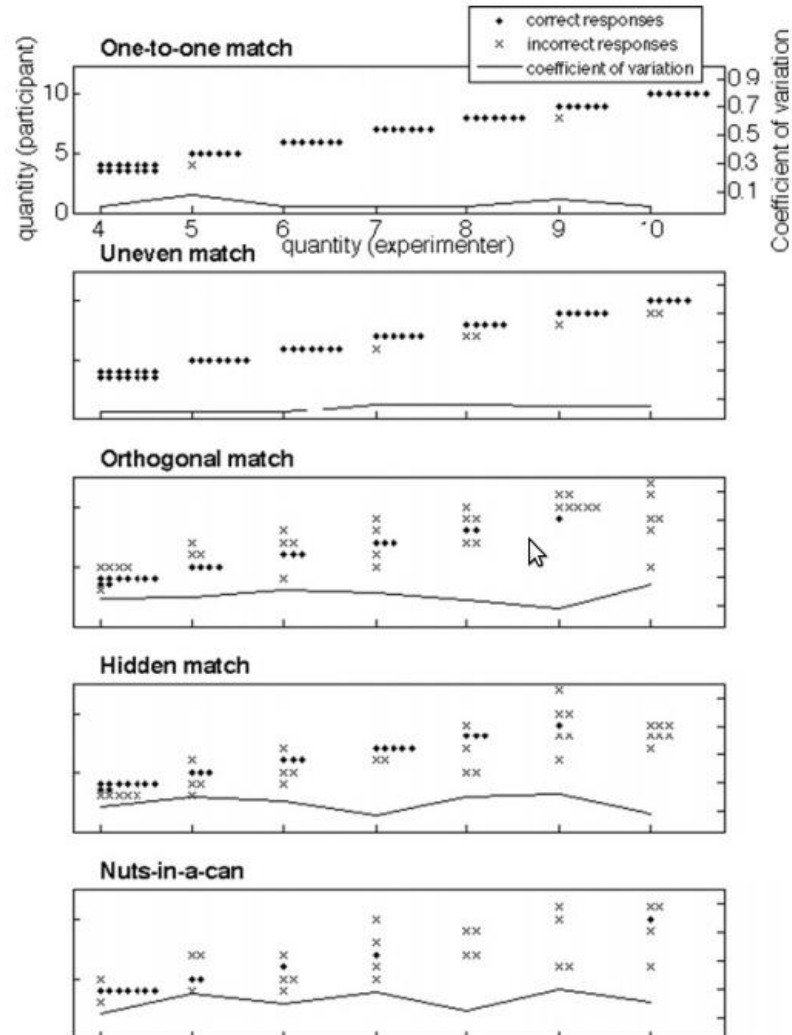 correct responses
incorrect responses
coefficient of variation
One-to-one match
quantity (participant)
10
5
0
0.9
0.7
0.5
0.3
0.1
Coefficient of variation
4 5 6 7 8 9 10
quantity (experimenter)
Uneven match
Orthogonal match
Hidden match
Nuts-in-a-can